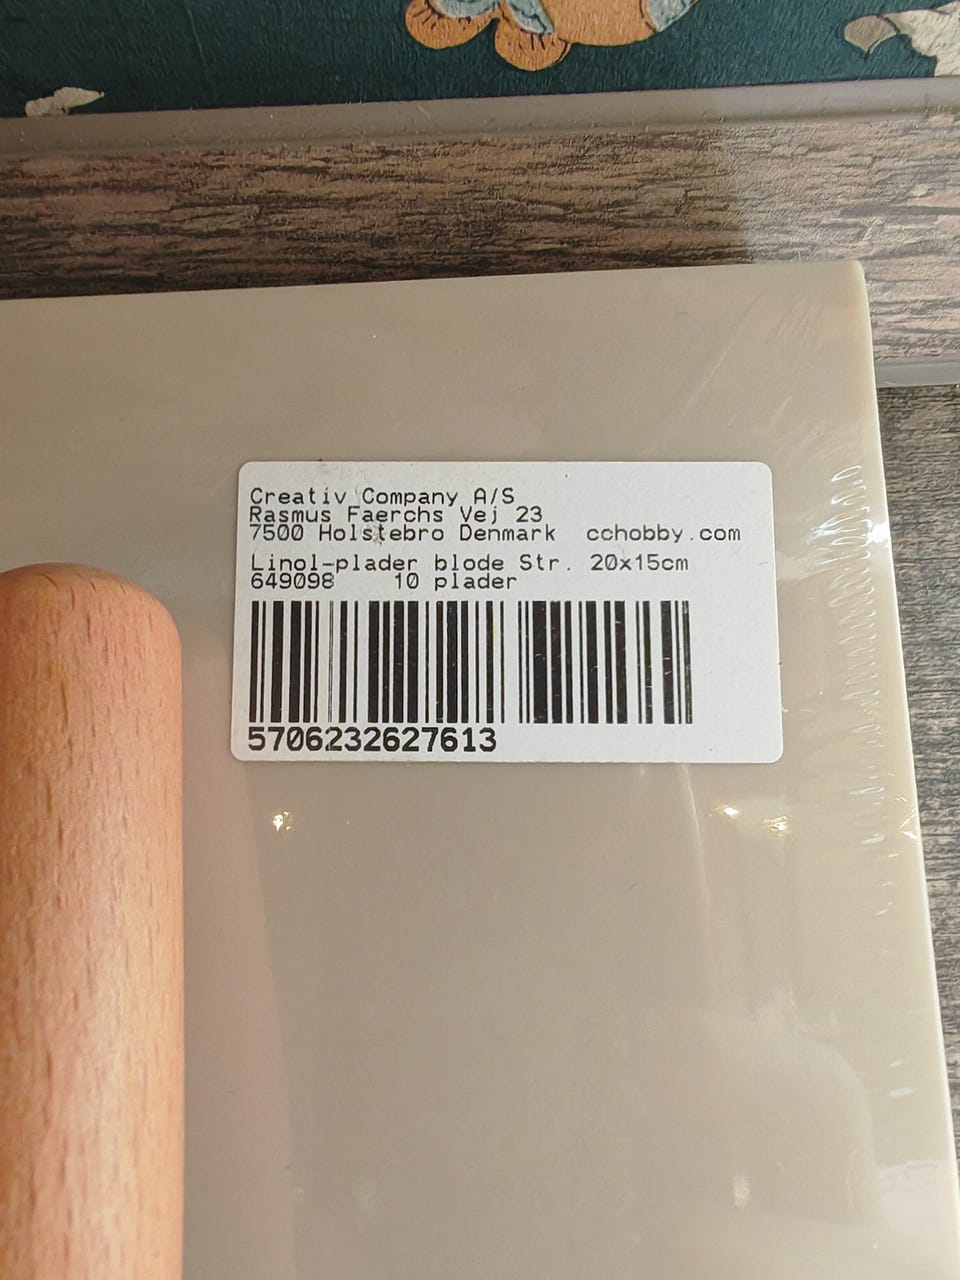 Creativ Company A/S
Rasmus Faerchs Vej 23
7500 Holstebro Denmark cchobby.com
Linol-plader blode Str. 20x15cm
649098 10 plader
5706232627613